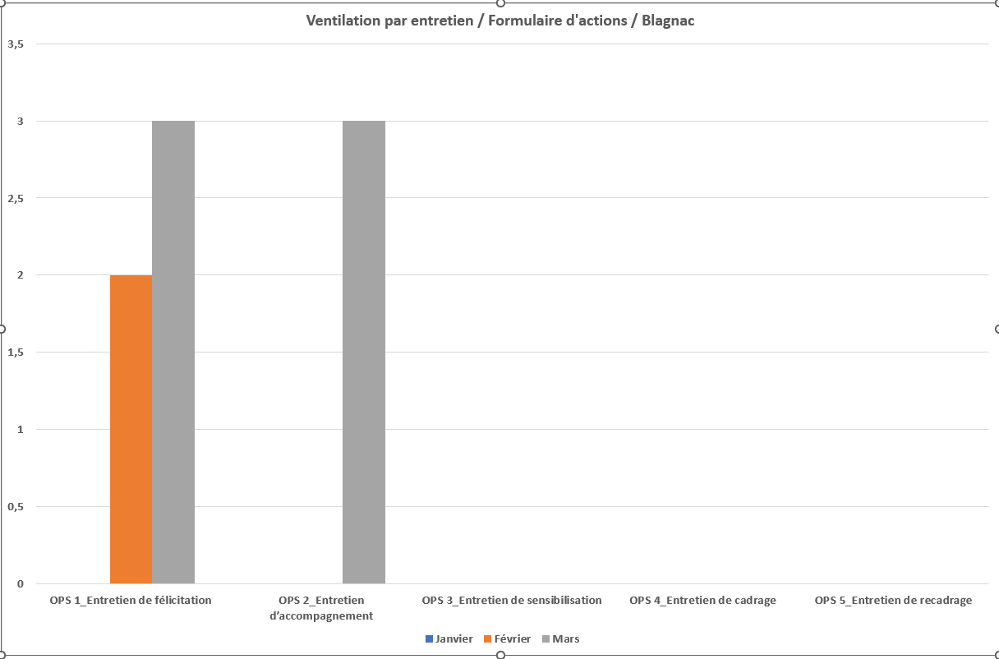 Ventilation par entretien / Formulaire d'actions / Blagnac
3,5
3
2,5
2
1,5
1
0,5
0
OPS 1_Entretien de félicitation
OPS 2_Entretien
d’accompagnement
OPS 3_Entretien de sensibilisation
OPS 4_Entretien de cadrage
OPS 5_Entretien de recadrage
Janvier Février Mars